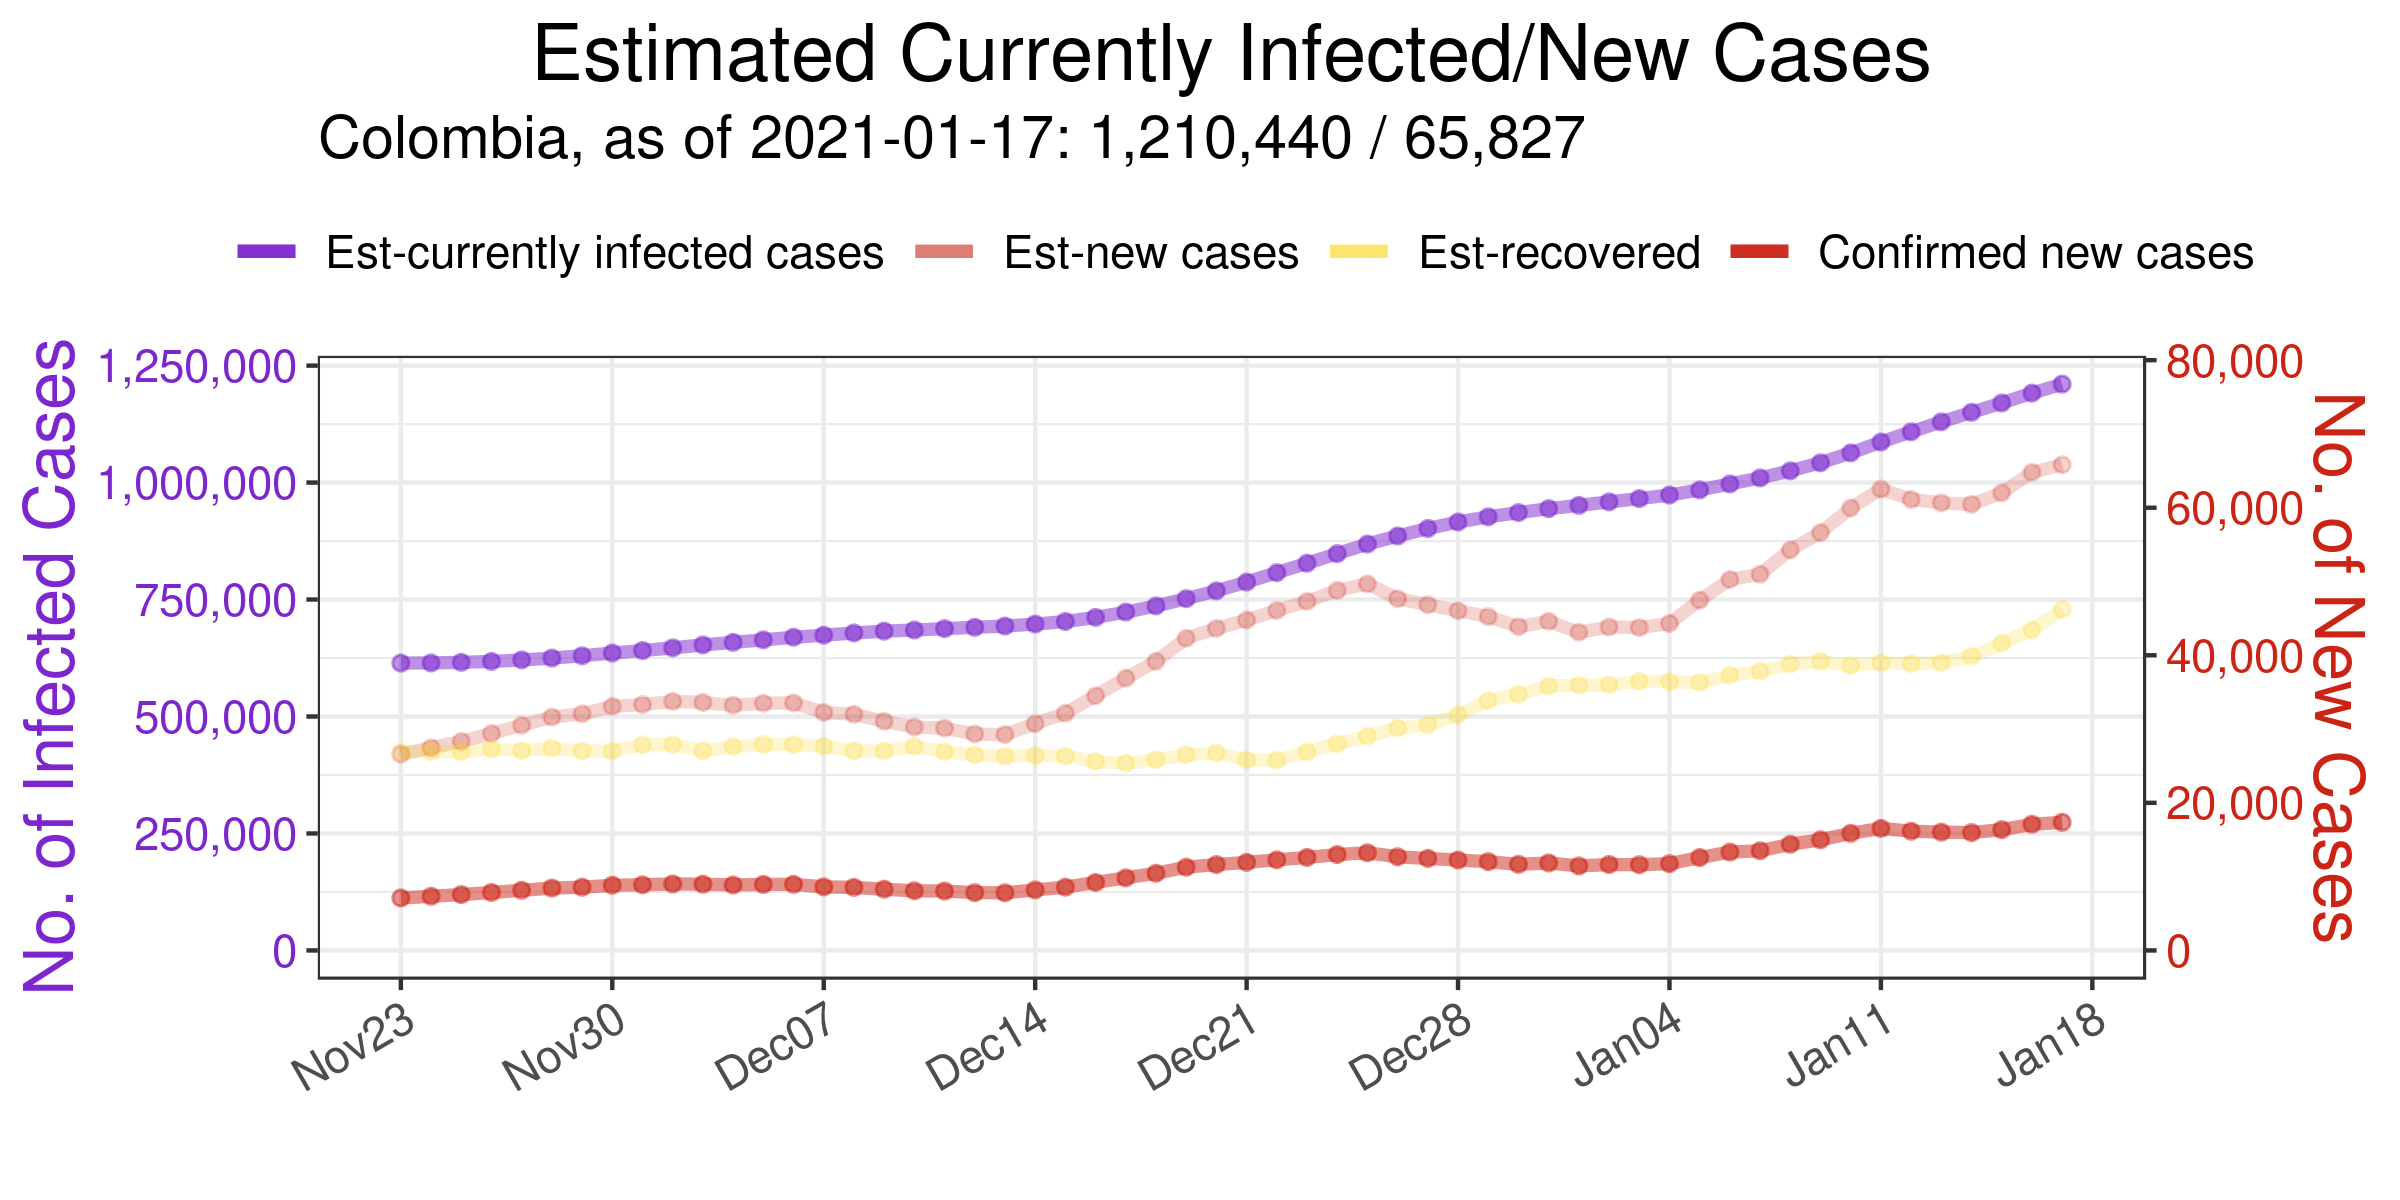 Estimated Currently Infected/New Cases
Colombia, as of 2021-01-17: 1,210,440 / 65,827
Est-currently infected cases Est-new cases Est-recovered Confirmed new cases
No. of Infected Cases
1,250,000
1,000,000
750,000
500,000
250,000
0
80,000
60,000
40,000
20,000
0
No. of New Cases
Nov23 Nov30 Dec07 Dec14 Dec21 Dec28 Jan04 Jan11 Jan18